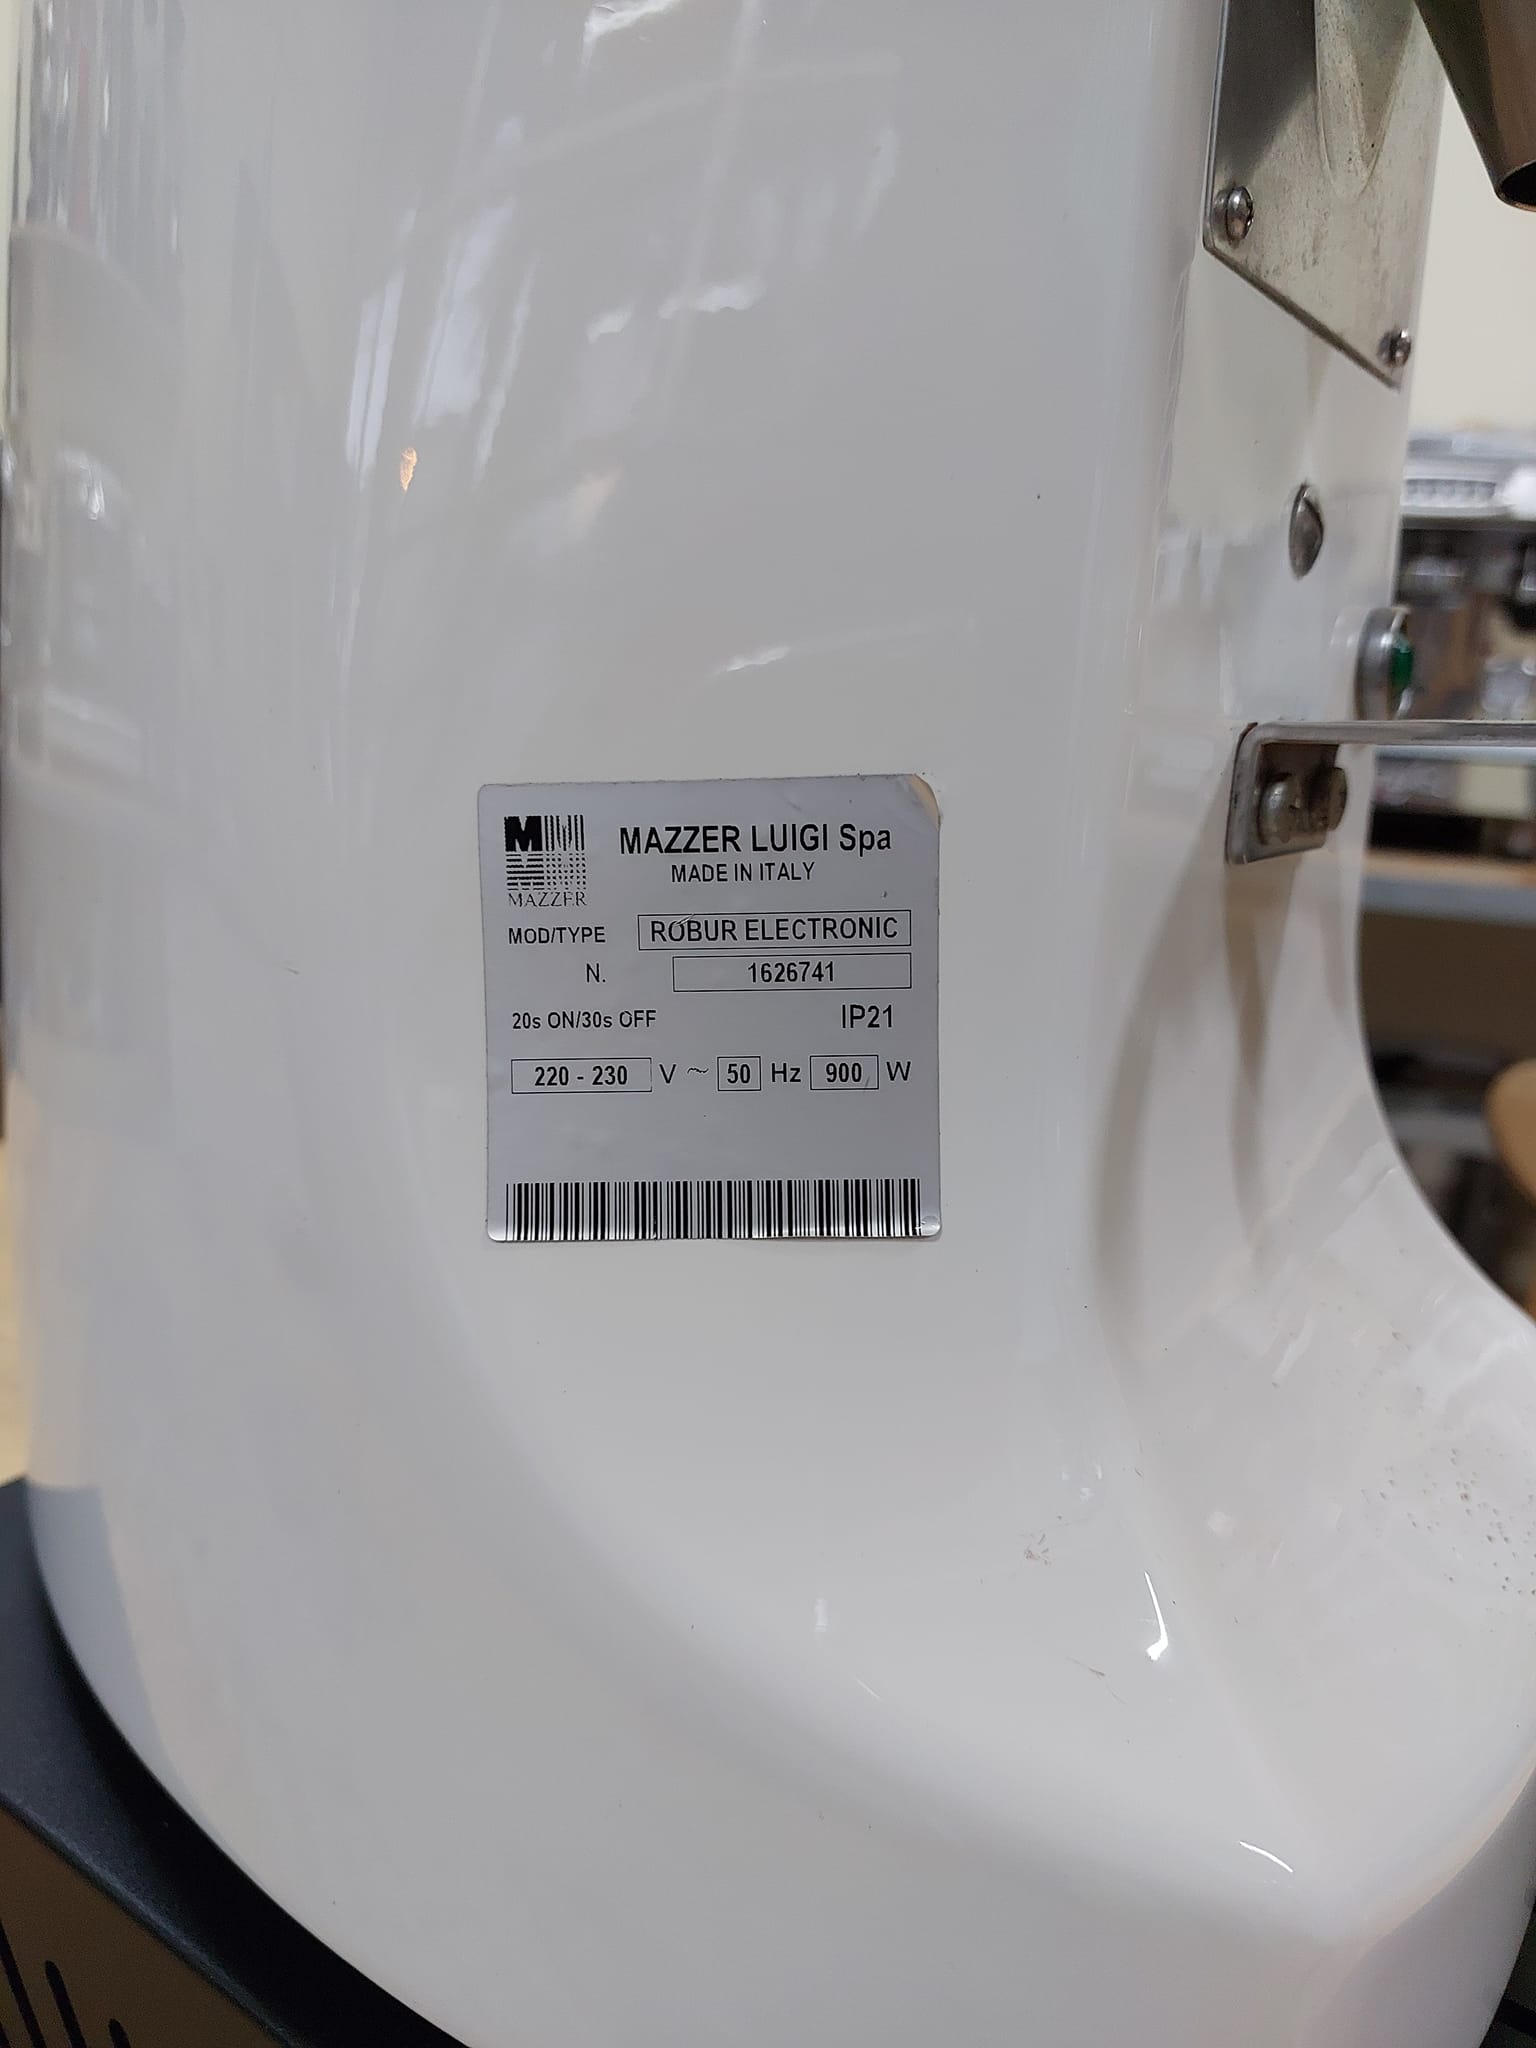 M
MAZZER
MAZZER LUIGI Spa
MADE IN ITALY
MOD/TYPE ROBUR ELECTRONIC
N. 1626741
20s ON/30s OFF IP21
220 - 230 V ~ 50 Hz 900 W